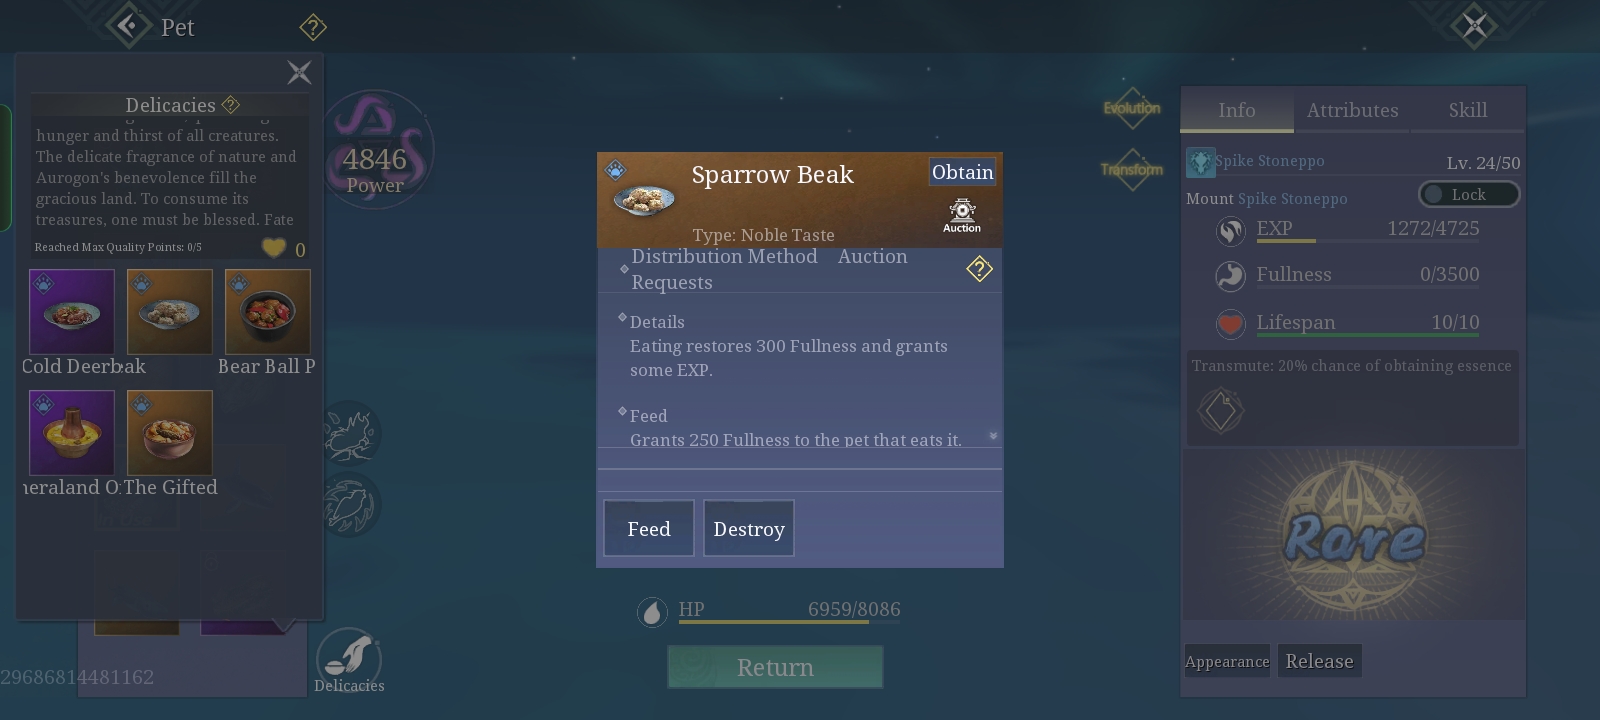 Pet
Delicacies
hunger and thirst of all creatures.
The delicate fragrance of nature and
Aurogon's benevolence fill the
gracious land. To consume its
treasures, one must be blessed. Fate
Reached Max Quality Points: 0/5
0
Cold Deerb
ak
Bear Ball P
eraland O
The Gifted
29686814481162
Delicacies
4846
Power
Sparrow Beak
Obtain
Auction
Type: Noble Taste
Distribution Method Auction
Requests
Details
Eating restores 300 Fullness and grants
some EXP.
Feed
Grants 250 Fullness to the pet that eats it.
Feed
Destroy
HP 6959/8086
Return
Evolution
Transform
Info
Attributes
Skill
Spike Stoneppo
Lv. 24/50
Mount Spike Stoneppo
Lock
EXP 1272/4725
Fullness 0/3500
Lifespan 10/10
Transmute: 20% chance of obtaining essence
Rare
Appearance
Release